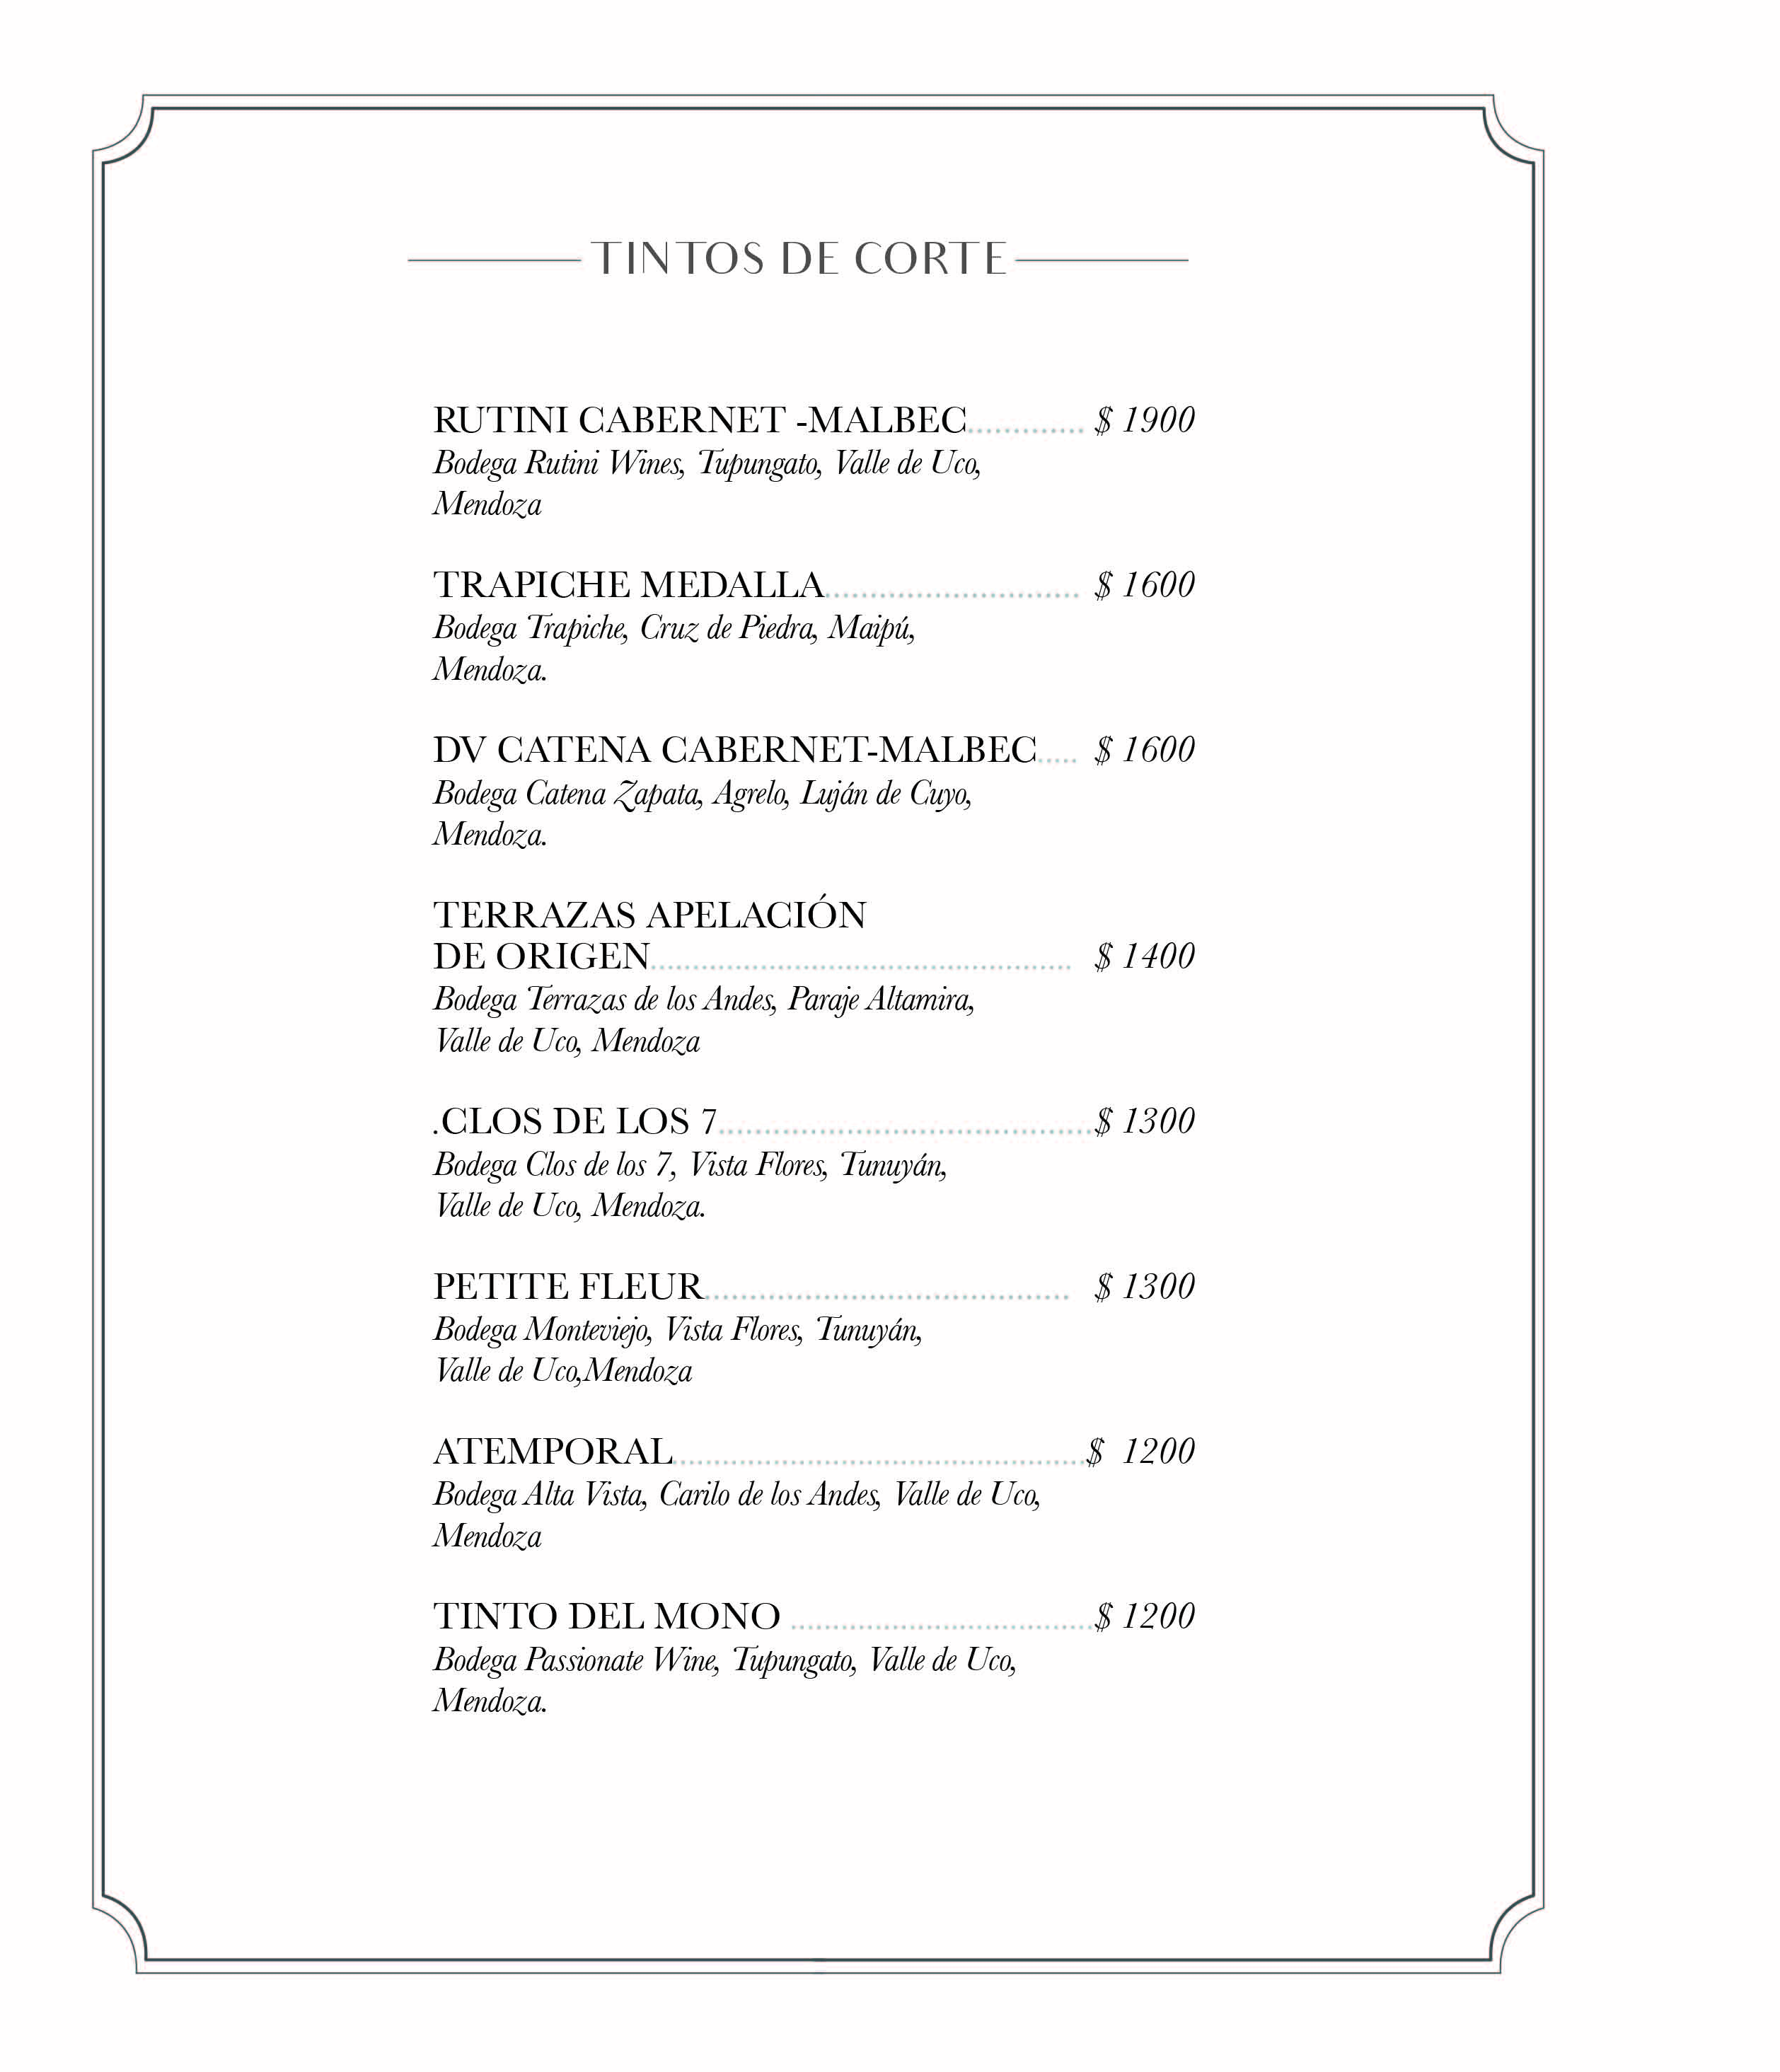 TINTOS DE CORTE
RUTINI CABERNET -MALBEC............. $ 1900
Bodega Rutini Wines, Tupungato, Valle de Uco,
Mendoza
TRAPICHE MEDALLA............................ $ 1600
Bodega Trapiche, Cruz de Piedra, Maipú,
Mendoza.
DV CATENA CABERNET-MALBEC.... $ 1600
Bodega Catena Zapata, Agrelo, Luján de Cuyo,
Mendoza.
TERRAZAS APELACIÓN
DE ORIGEN............................................... $ 1400
Bodega Terrazas de los Andes, Paraje Altamira,
Valle de Uco, Mendoza
.CLOS DE LOS 7.........................................$ 1300
Bodega Clos de los 7, Vista Flores, Tunuyán,
Valle de Uco, Mendoza.
PETITE FLEUR........................................ $ 1300
Bodega Monteviejo, Vista Flores, Tunuyán,
Valle de Uco,Mendoza
ATEMPORAL.............................................$ 1200
Bodega Alta Vista, Carilo de los Andes, Valle de Uco,
Mendoza
TINTO DEL MONO .................................$ 1200
Bodega Passionate Wine, Tupungato, Valle de Uco,
Mendoza.